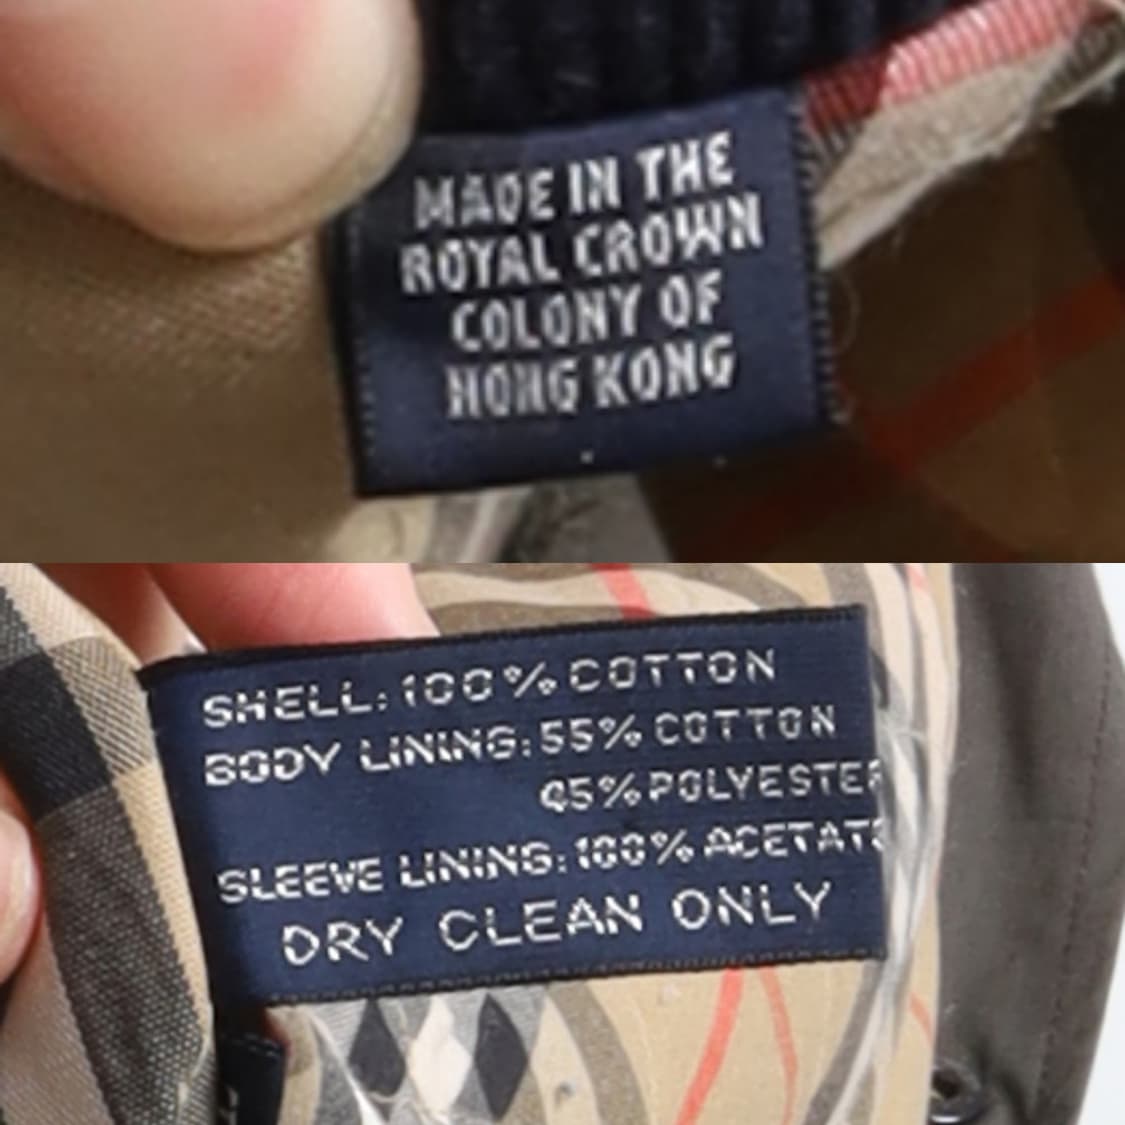 MADE IN THE
ROYAL CROWN
COLONY OF
HONG KONG
SHELL: 100% COTTON
BODY LINING: 55% COTTON
45% POLYESTER
SLEEVE LINING: 100% ACETATE
DRY CLEAN ONLY